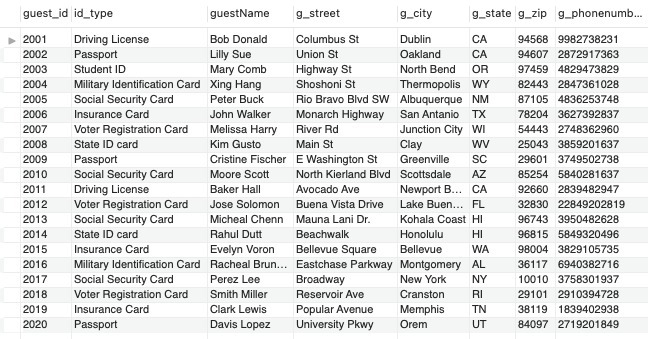 guest_id id_type guestName g_street g_city g_state g_zip g_phonenumb...
2001 Driving License Bob Donald Columbus St Dublin CA 94568 9982738231
2002 Passport Lilly Sue Union St Oakland CA 94607 2872917363
2003 Student ID Mary Comb Highway St North Bend OR 97459 4829473829
2004 Military Identification Card Xing Hang Shoshoni St Thermopolis WY 82443 2847361028
2005 Social Security Card Peter Buck Rio Bravo Blvd SW Albuquerque NM 87105 4836253748
2006 Insurance Card John Walker Monarch Highway San Antanio TX 78204 3627392837
2007 Voter Registration Card Melissa Harry River Rd Junction City WI 54443 2748362960
2008 State ID card Kim Gusto Main St Clay WV 25043 3859201637
2009 Passport Cristine Fischer E Washington St Greenville SC 29601 3749502738
2010 Social Security Card Moore Scott North Kierland Blvd Scottsdale AZ 85254 5840281637
2011 Driving License Baker Hall Avocado Ave Newport B... CA 92660 2839482947
2012 Voter Registration Card Jose Solomon Buena Vista Drive Lake Buen... FL 32830 22849202819
2013 Social Security Card Micheal Chenn Mauna Lani Dr. Kohala Coast HI 96743 3950482628
2014 State ID card Rahul Dutt Beachwalk Honolulu HI 96815 5849320496
2015 Insurance Card Evelyn Voron Bellevue Square Bellevue WA 98004 3829105735
2016 Military Identification Card Racheal Brun... Eastchase Parkway Montgomery AL 36117 6940382716
2017 Social Security Card Perez Lee Broadway New York NY 10010 3758301937
2018 Voter Registration Card Smith Miller Reservoir Ave Cranston RI 29101 2910394728
2019 Insurance Card Clark Lewis Popular Avenue Memphis TN 38119 1839402938
2020 Passport Davis Lopez University Pkwy Orem UT 84097 2719201849